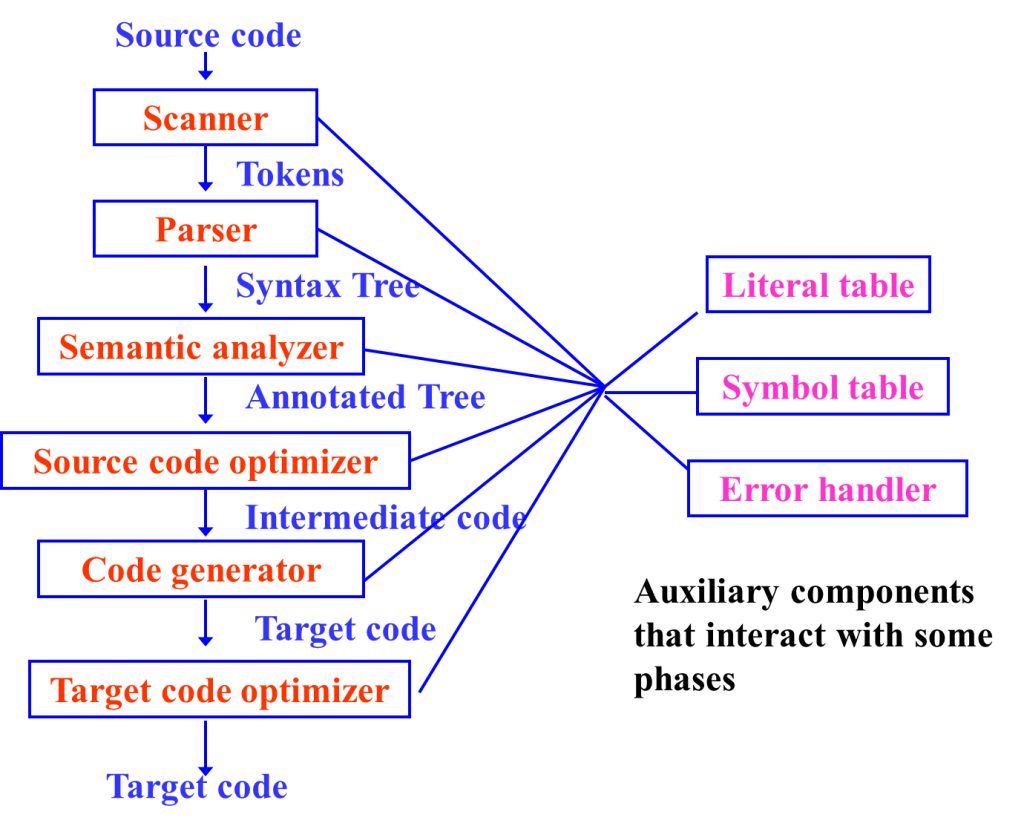 Source code
Scanner
Tokens
Parser
Syntax Tree
Semantic analyzer
Annotated Tree
Source code optimizer
Intermediate code
Code generator
Target code
Target code optimizer
Target code
Literal table
Symbol table
Error handler
Auxiliary components
that interact with some
phases